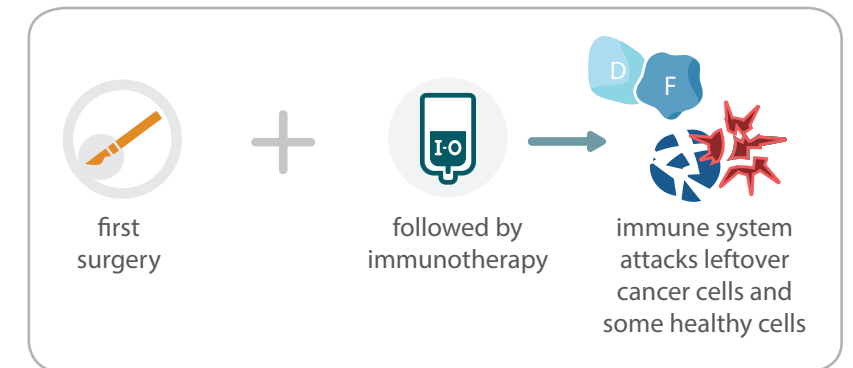 D
F
I-O
first
surgery
followed by
immunotherapy
immune system
attacks leftover
cancer cells and
some healthy cells